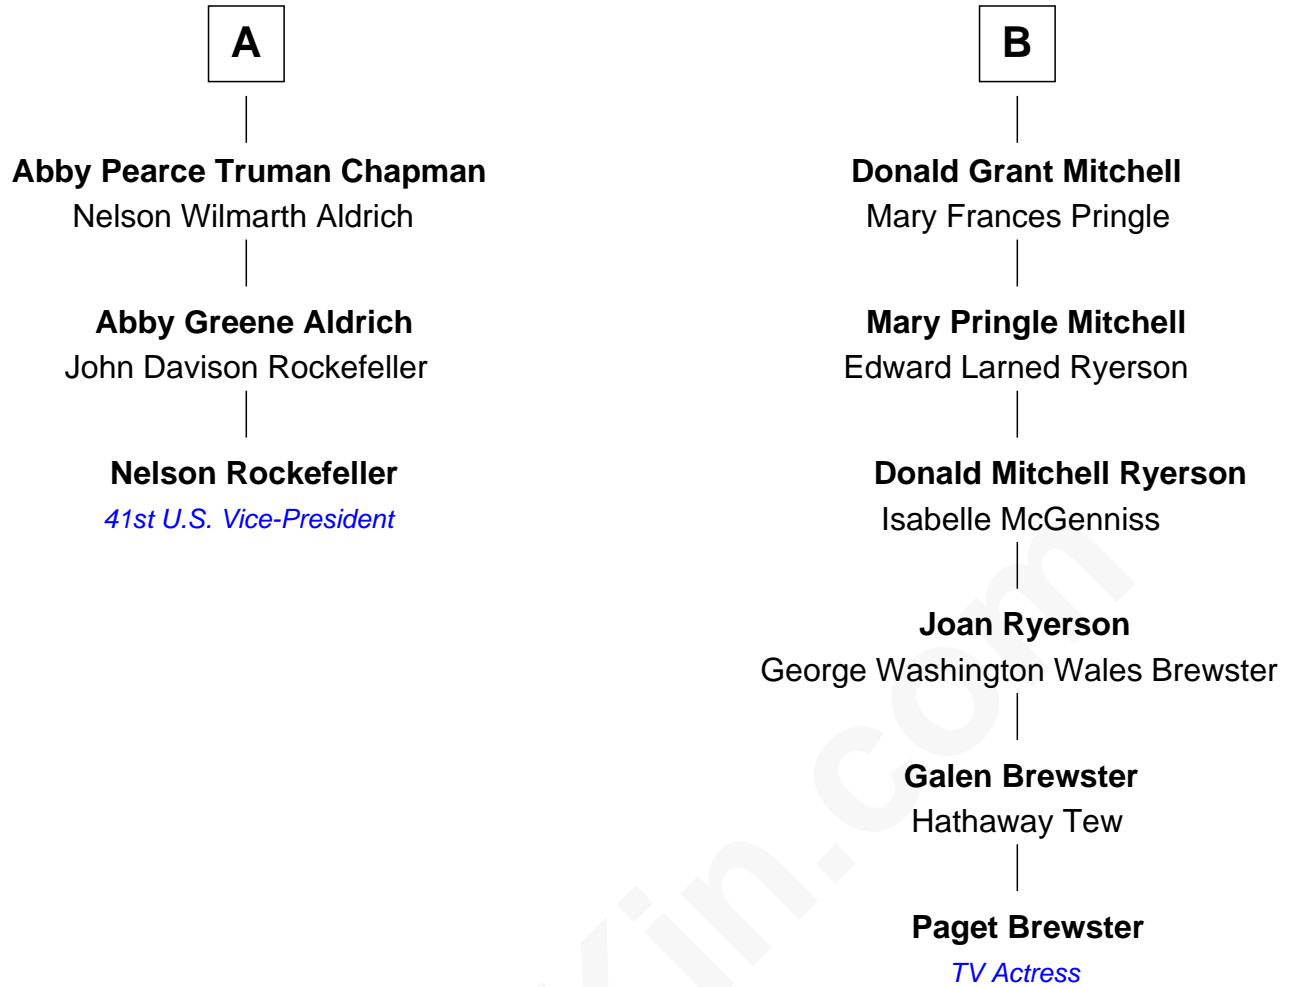 A
Abby Pearce Truman Chapman
Nelson Wilmarth Aldrich
Abby Greene Aldrich
John Davison Rockefeller
Nelson Rockefeller
41st U.S. Vice-President
B
Donald Grant Mitchell
Mary Frances Pringle
Mary Pringle Mitchell
Edward Larned Ryerson
Donald Mitchell Ryerson
Isabelle McGenniss
Joan Ryerson
George Washington Wales Brewster
Galen Brewster
Hathaway Tew
Paget Brewster
TV Actress
Kin.com